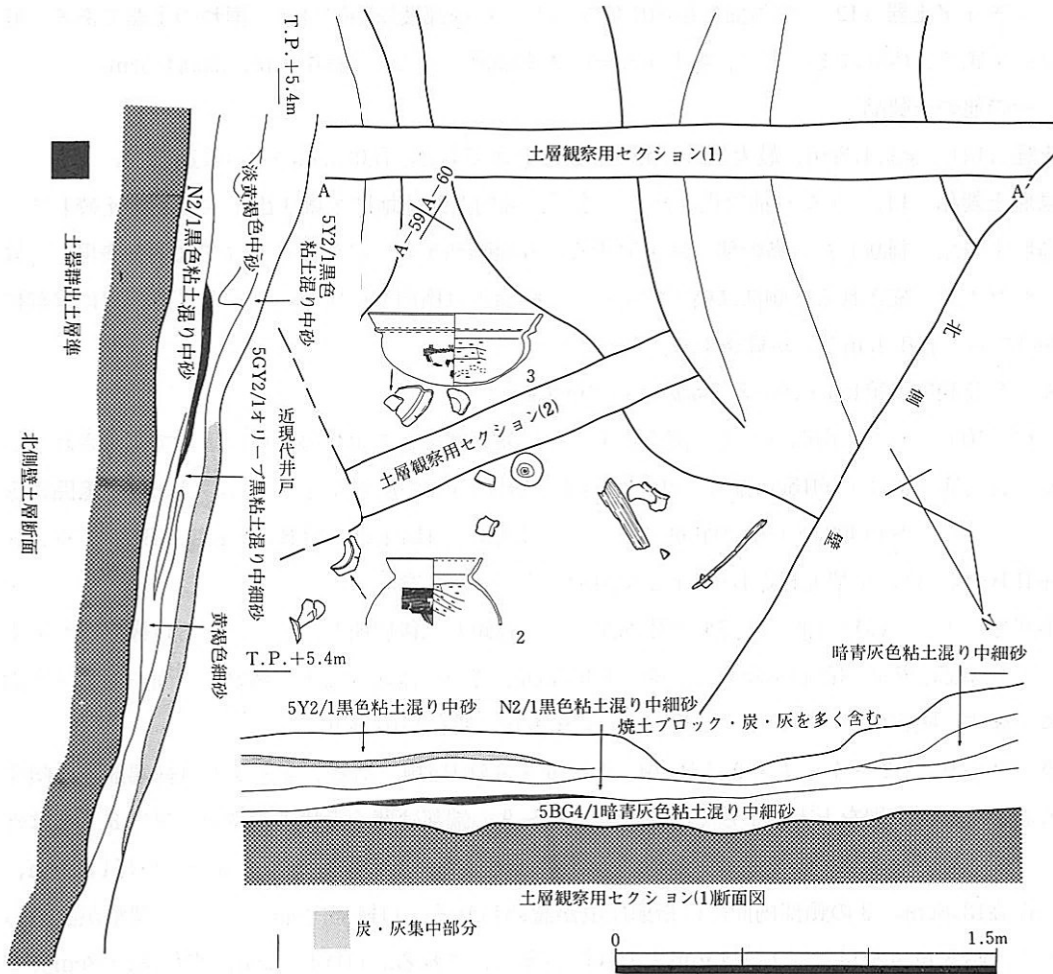 T.P.+5.4m
土層観察用セクション(1)
A
A´
A—59
A—60
淡黄褐色中砂
N2/1黒色粘土混り中砂
5Y2/1黒色
粘土混り中砂
土器群出土層準
5GY2/1オリーブ黒粘土混り中細砂
近現代井戸
3
土層観察用セクション(2)
北側壁
北側壁土層断面
黄褐色細砂
2
N
T.P.+5.4m
暗青灰色粘土混り中細砂
5Y2/1黒色粘土混り中砂
N2/1黒色粘土混り中細砂
焼土ブロック・炭・灰を多く含む
5BG4/1暗青灰色粘土混り中細砂
土層観察用セクション(1)断面図
炭・灰集中部分
0
1.5m